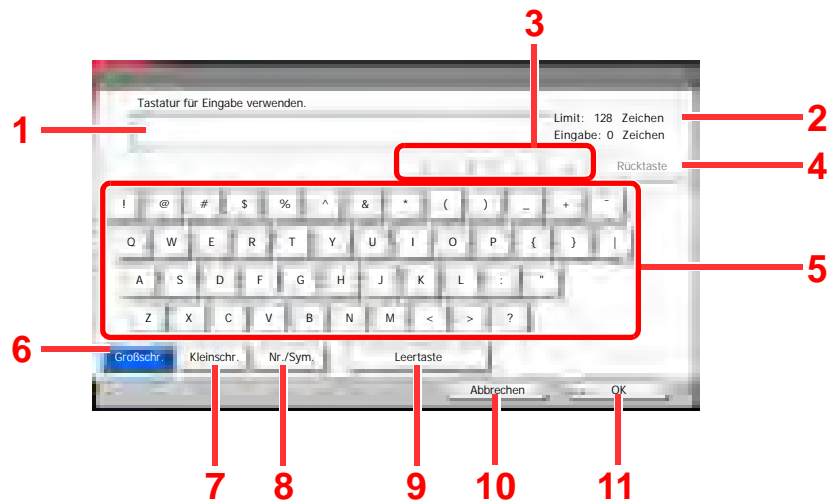 3
Tastatur für Eingabe verwenden.
1
Limit: 128 Zeichen
2
Eingabe: 0 Zeichen
Rücktaste
4
! @ # $ % ^ & * ( ) _ + ~
Q W E R T Y U I O P { } |
5
A S D F G H J K L : "
Z X C V B N M < > ?
6
Großschr. Kleinschr. Nr./Sym. Leertaste
Abbrechen OK
7 8 9 10 11